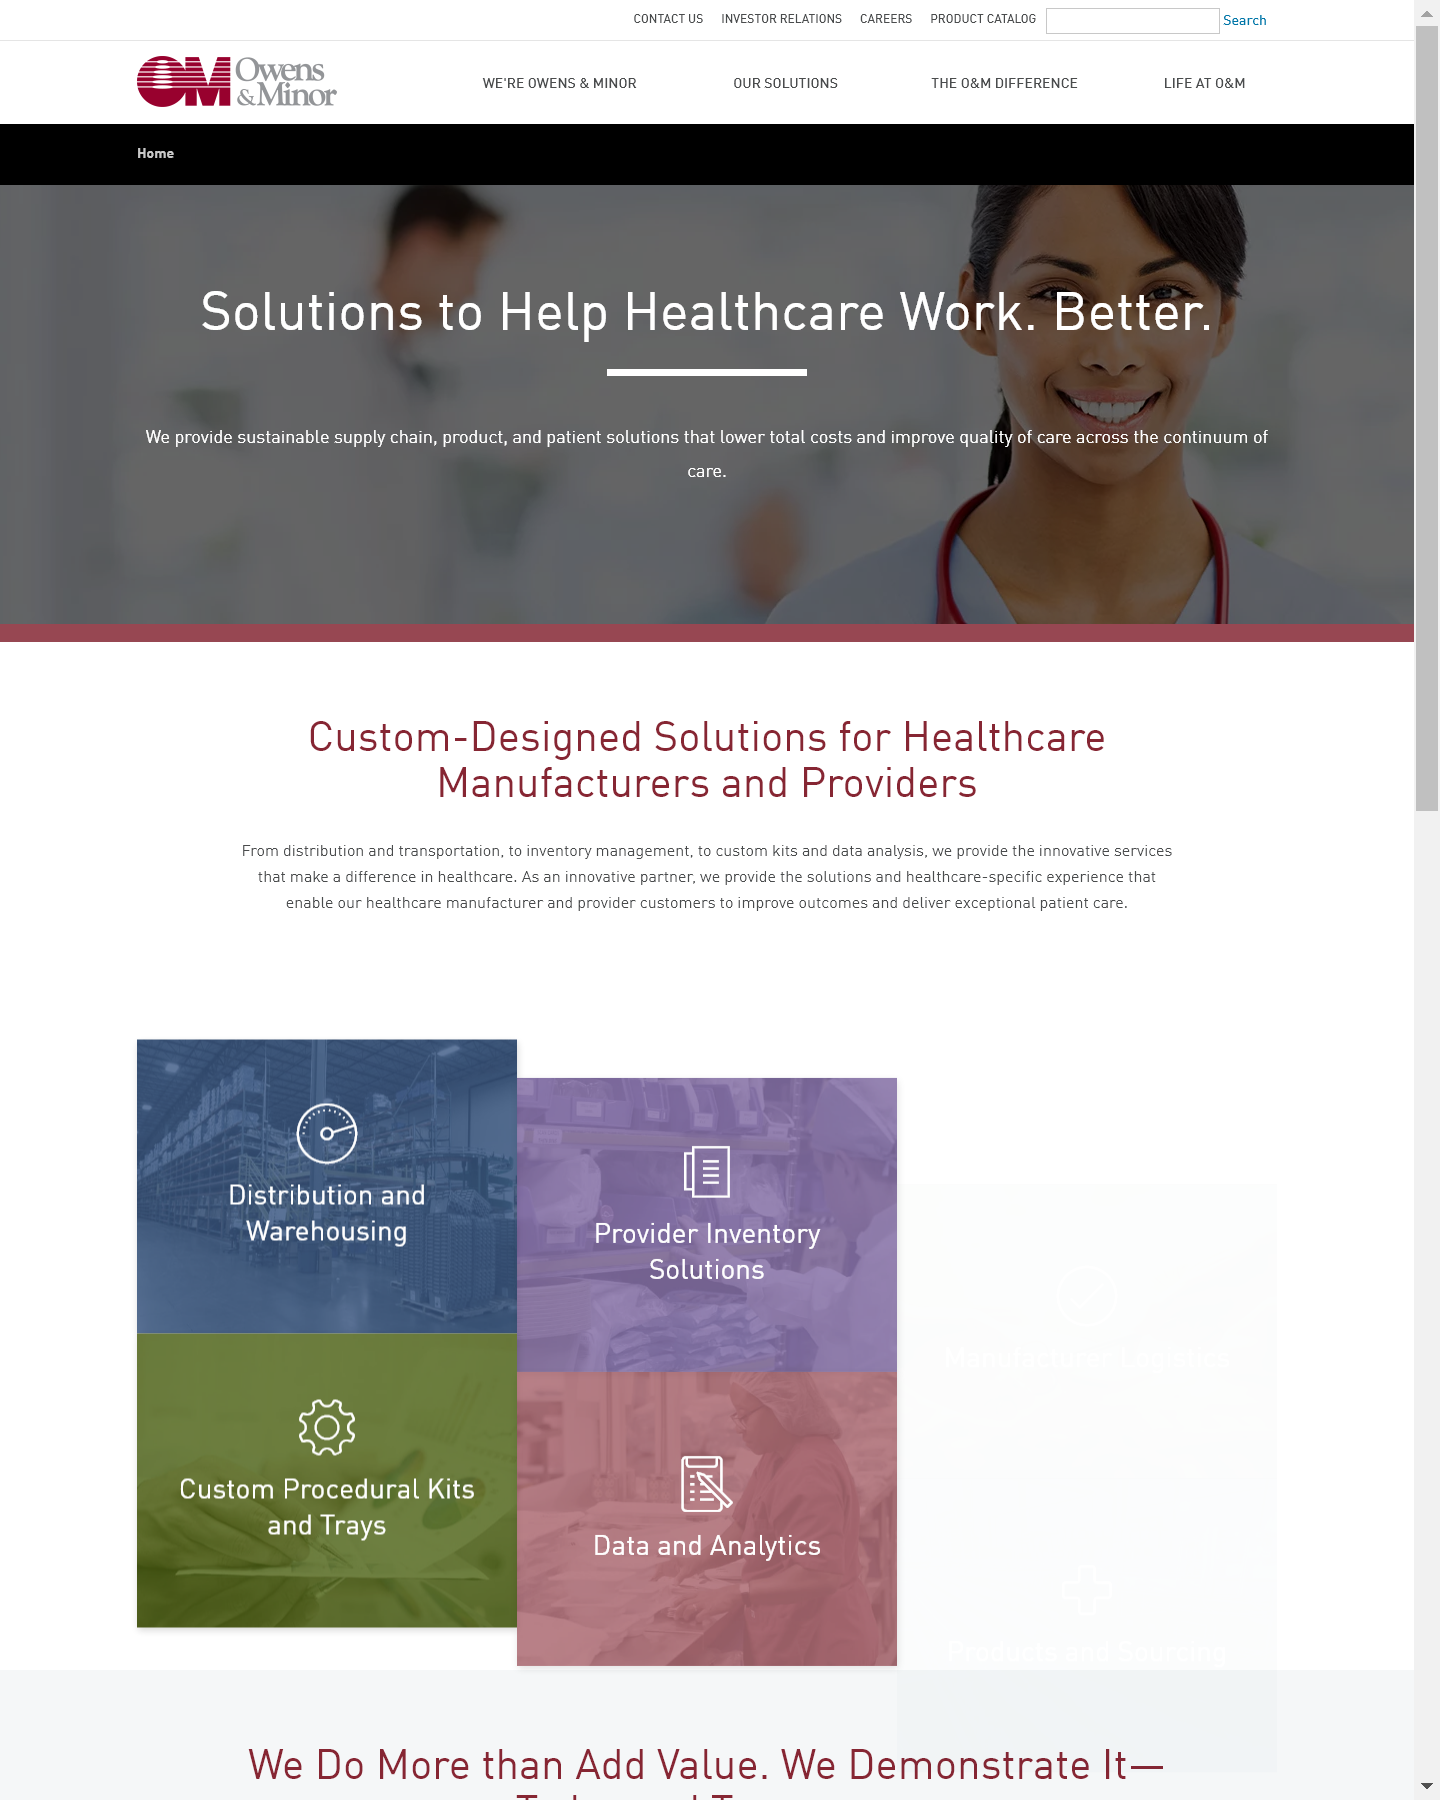 CONTACT US INVESTOR RELATIONS CAREERS PRODUCT CATALOG Search
OM Owens
&Minor
WE'RE OWENS & MINOR OUR SOLUTIONS THE O&M DIFFERENCE LIFE AT O&M
Home
Solutions to Help Healthcare Work. Better.
We provide sustainable supply chain, product, and patient solutions that lower total costs and improve quality of care across the continuum of
care.
Custom-Designed Solutions for Healthcare
Manufacturers and Providers
From distribution and transportation, to inventory management, to custom kits and data analysis, we provide the innovative services
that make a difference in healthcare. As an innovative partner, we provide the solutions and healthcare-specific experience that
enable our healthcare manufacturer and provider customers to improve outcomes and deliver exceptional patient care.
Distribution and
Warehousing
Provider Inventory
Solutions
Manufacturer Logistics
Custom Procedural Kits
and Trays
Data and Analytics
Products and Sourcing
We Do More than Add Value. We Demonstrate It—